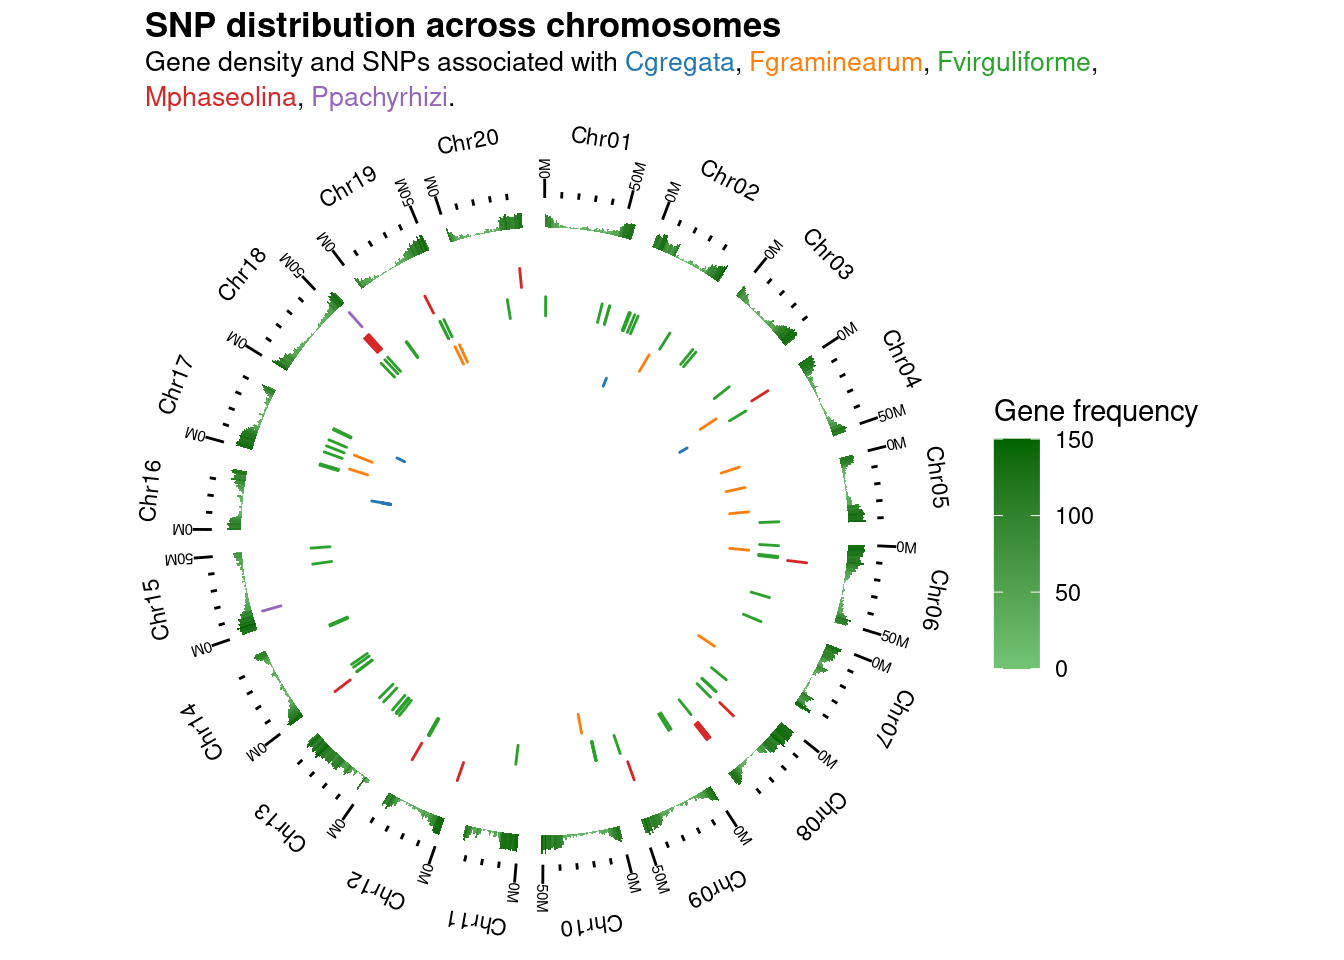 SNP distribution across chromosomes
Gene density and SNPs associated with Cgregata, Fgraminearum, Fvirguliforme,
Mphaseolina, Ppachyrhizi.
Chr01
0M
50M
Chr02
0M
Chr03
0M
Chr04
0M
50M
Chr05
0M
Chr06
0M
50M
Chr07
0M
Chr08
0M
Chr09
0M
50M
Chr10
0M
50M
Chr11
0M
Chr12
0M
Chr13
0M
Chr14
0M
Chr15
0M
50M
Chr16
0M
Chr17
0M
Chr18
0M
50M
Chr19
0M
50M
Chr20
0M
Gene frequency
150
100
50
0